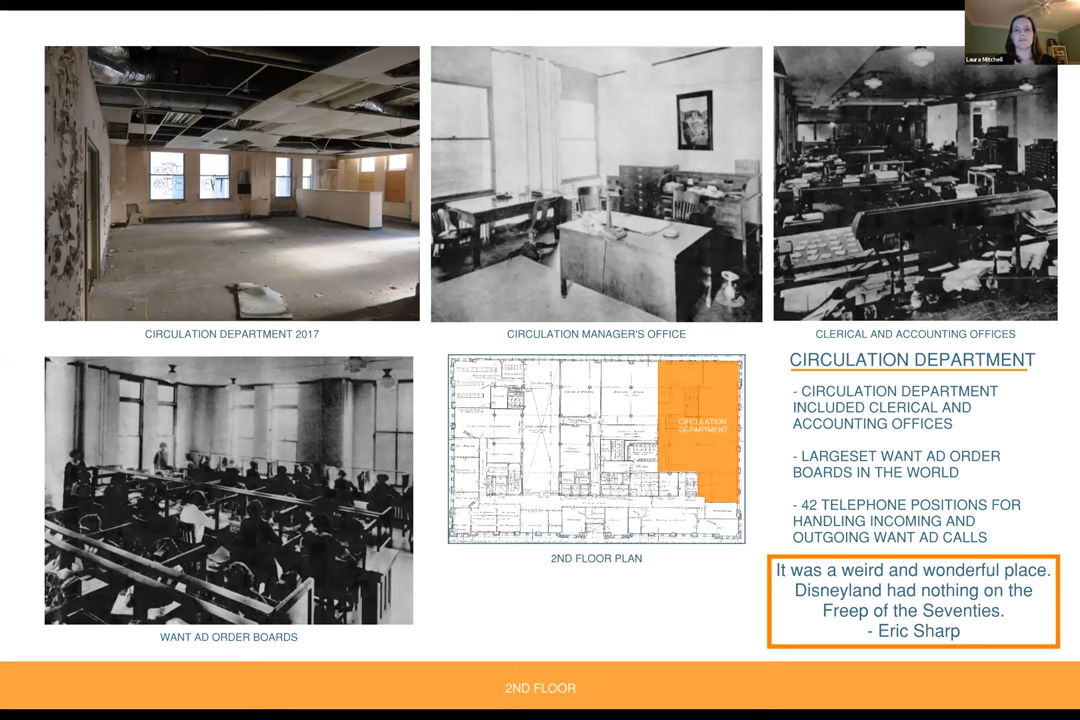 Laura Mitchell
CIRCULATION DEPARTMENT 2017
CIRCULATION MANAGER'S OFFICE
CLERICAL AND ACCOUNTING OFFICES
CIRCULATION DEPARTMENT
- CIRCULATION DEPARTMENT
INCLUDED CLERICAL AND
ACCOUNTING OFFICES
- LARGESET WANT AD ORDER
BOARDS IN THE WORLD
- 42 TELEPHONE POSITIONS FOR
HANDLING INCOMING AND
OUTGOING WANT AD CALLS
It was a weird and wonderful place.
Disneyland had nothing on the
Freep of the Seventies.
- Eric Sharp
CIRCULATION
DEPARTMENT
2ND FLOOR PLAN
WANT AD ORDER BOARDS
2ND FLOOR